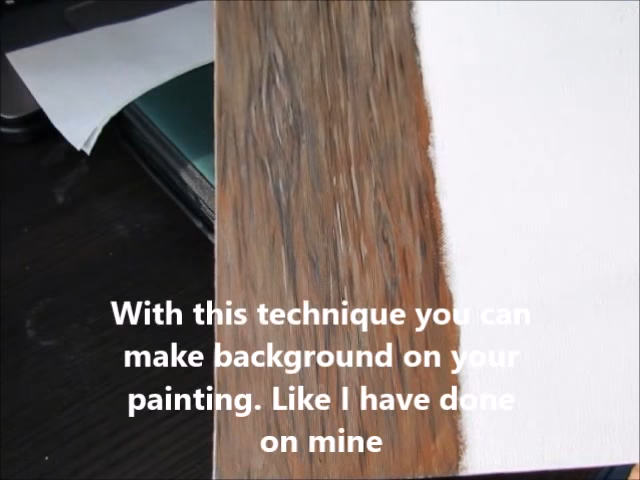 With this technique you can
make background on your
painting. Like I have done
on mine